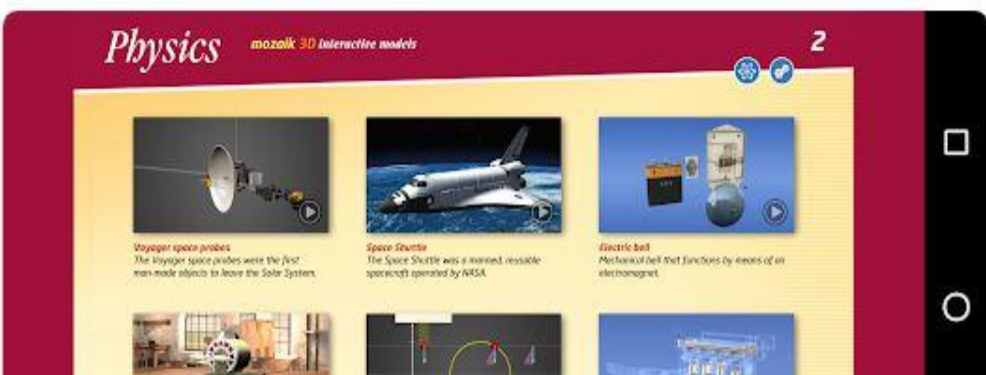 Physics mozaik 3D interactive models 2
Voyager space probes
The Voyager space probes were the first
man-made objects to leave the Solar System.
Space Shuttle
The Space Shuttle was a manned, reusable
spacecraft operated by NASA.
Electric bell
Mechanical bell that functions by means of an
electromagnet.